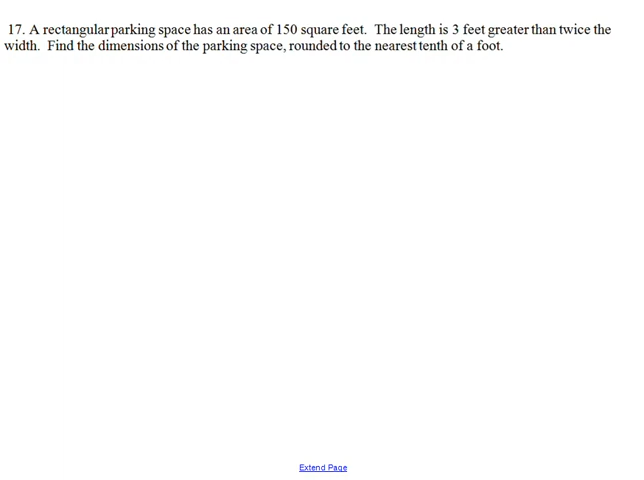 17. A rectangular parking space has an area of 150 square feet.  The length is 3 feet greater than twice the
width.  Find the dimensions of the parking space, rounded to the nearest tenth of a foot.
Extend Page